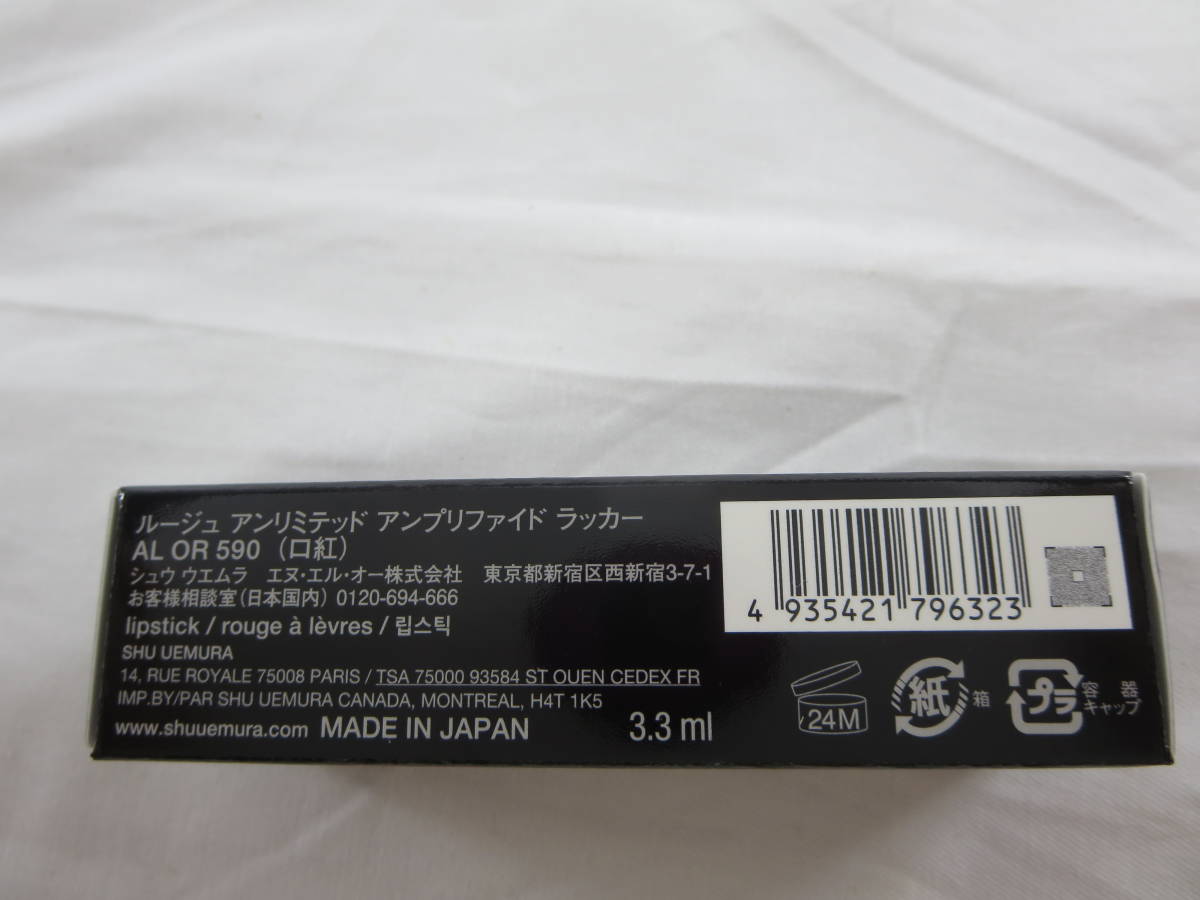 ルージュ アンリミテッド アンプリファイド ラッカー
AL OR 590 (口紅)
シュウ ウエムラ エヌ・エル・オー株式会社 東京都新宿区西新宿3-7-1
お客様相談室(日本国内) 0120-694-666
lipstick / rouge à lèvres / 립스틱
SHU UEMURA
14, RUE ROYALE 75008 PARIS / TSA 75000 93584 ST OUEN CEDEX FR
IMP.BY/PAR SHU UEMURA CANADA, MONTREAL, H4T 1K5
www.shuuemura.com MADE IN JAPAN 3.3 ml
4 935421 796323
24M
紙 箱
プラ 容器
キャップ